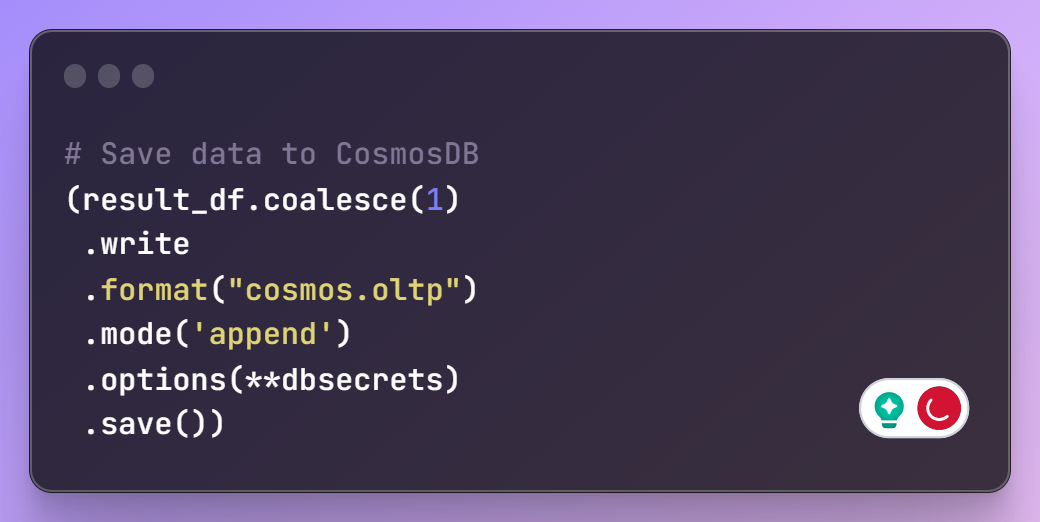 # Save data to CosmosDB
(result_df.coalesce(1)
.write
.format("cosmos.oltp")
.mode('append')
.options(**dbsecrets)
.save())